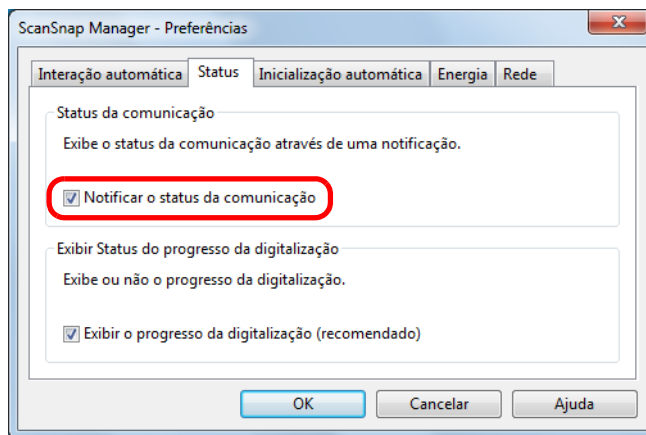 ScanSnap Manager - Preferências
Interação automática Status Inicialização automática Energia Rede
Status da comunicação
Exibe o status da comunicação através de uma notificação.
Notificar o status da comunicação
Exibir Status do progresso da digitalização
Exibe ou não o progresso da digitalização.
Exibir o progresso da digitalização (recomendado)
OK Cancelar Ajuda